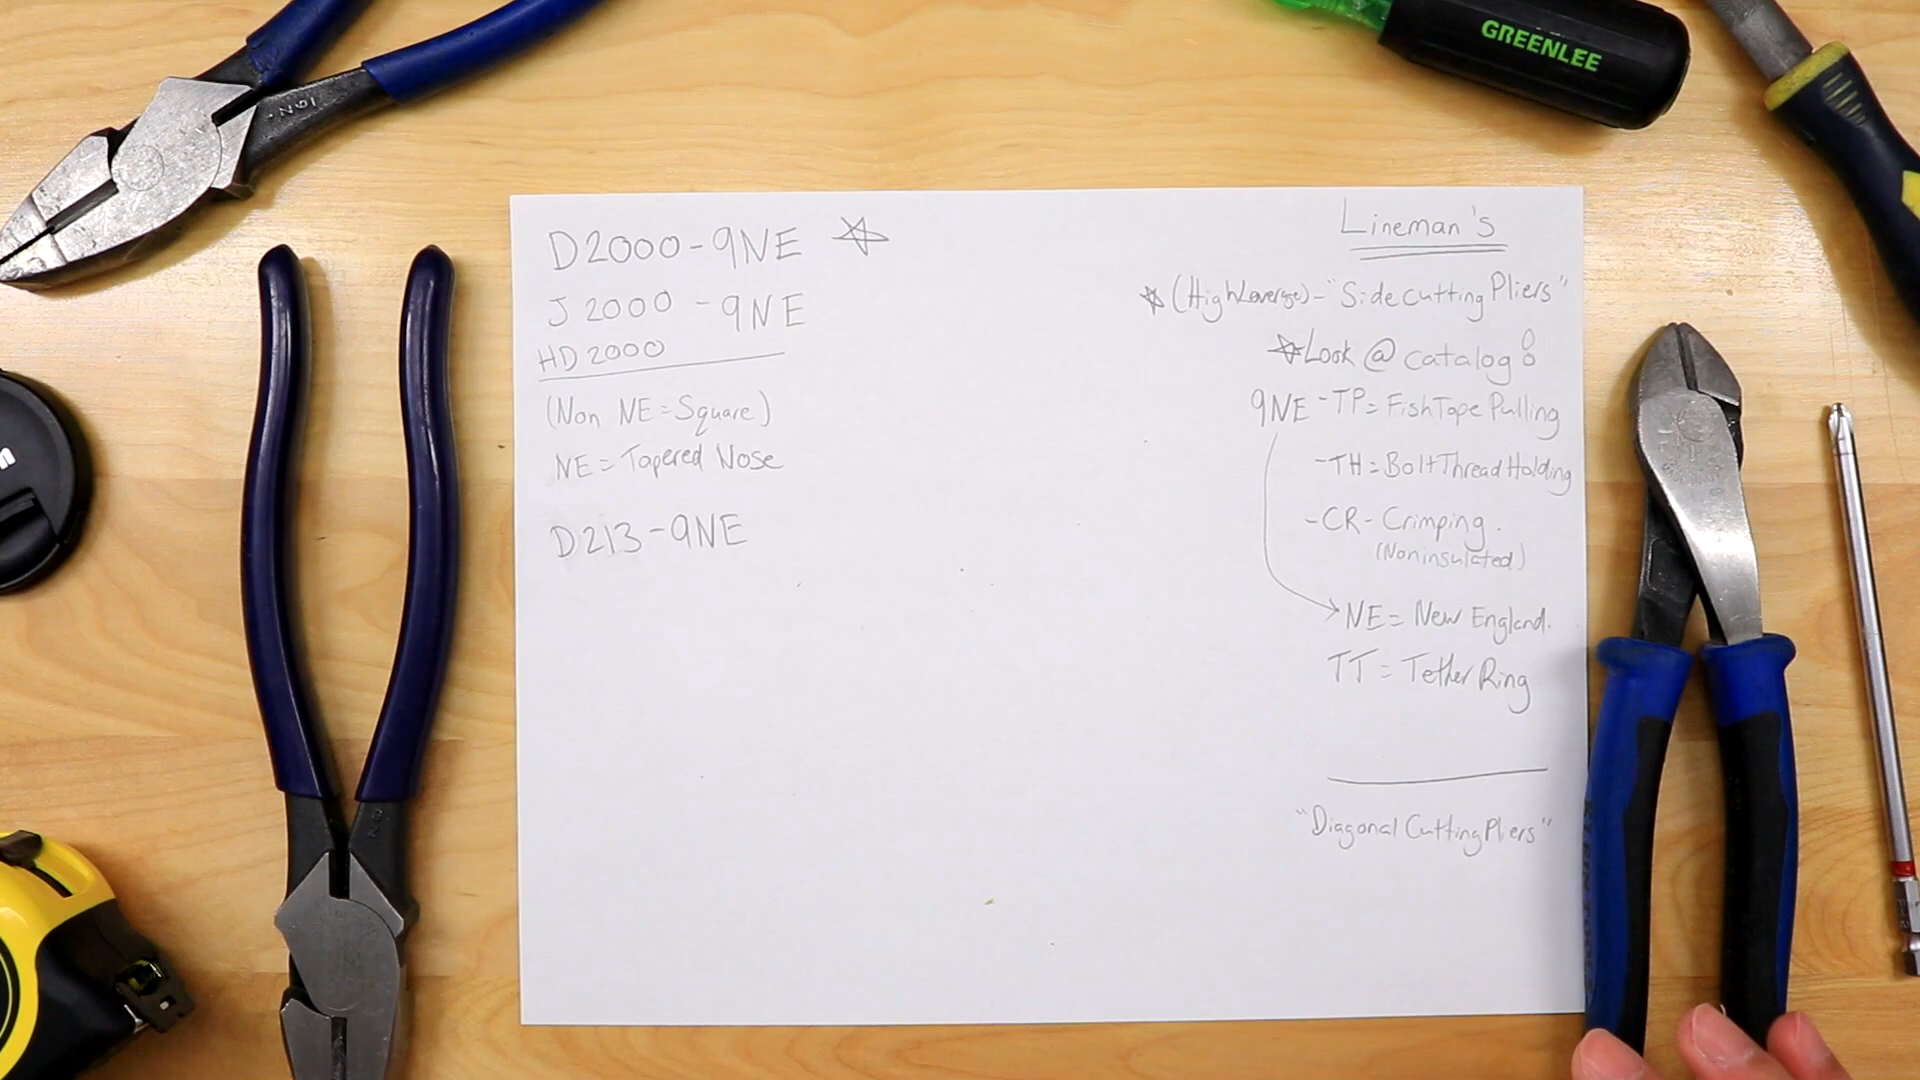 GREENLEE
D2000-9NE
J2000-9NE
HD2000
(Non NE=Square)
NE=Tapered Nose
D213-9NE
Lineman's
(High Leverage)-"Side Cutting Pliers"
Look @ catalog:
9NE-TP=Fish Tape Pulling
-TH=Bolt Thread Holding
-CR-Crimping.
(Noninsulated)
NE=New England.
TT=Tether Ring
"Diagonal Cutting Pliers"